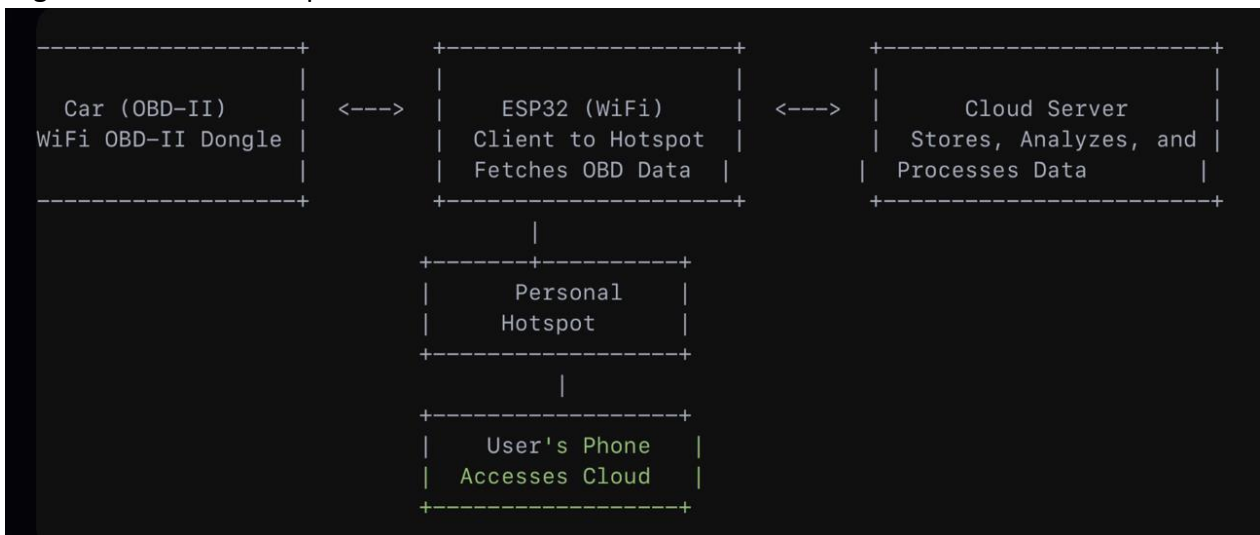 Car (OBD-II) <---> ESP32 (WiFi) <---> Cloud Server
WiFi OBD-II Dongle Client to Hotspot Stores, Analyzes, and
Fetches OBD Data Processes Data
Personal
Hotspot
User's Phone
Accesses Cloud